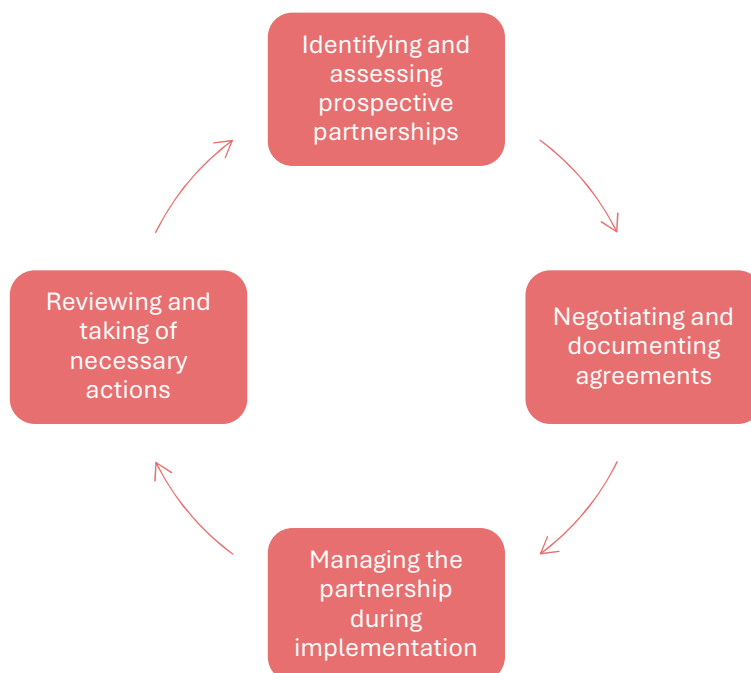 Identifying and
assessing
prospective
partnerships
Negotiating and
documenting
agreements
Managing the
partnership
during
implementation
Reviewing and
taking of
necessary
actions